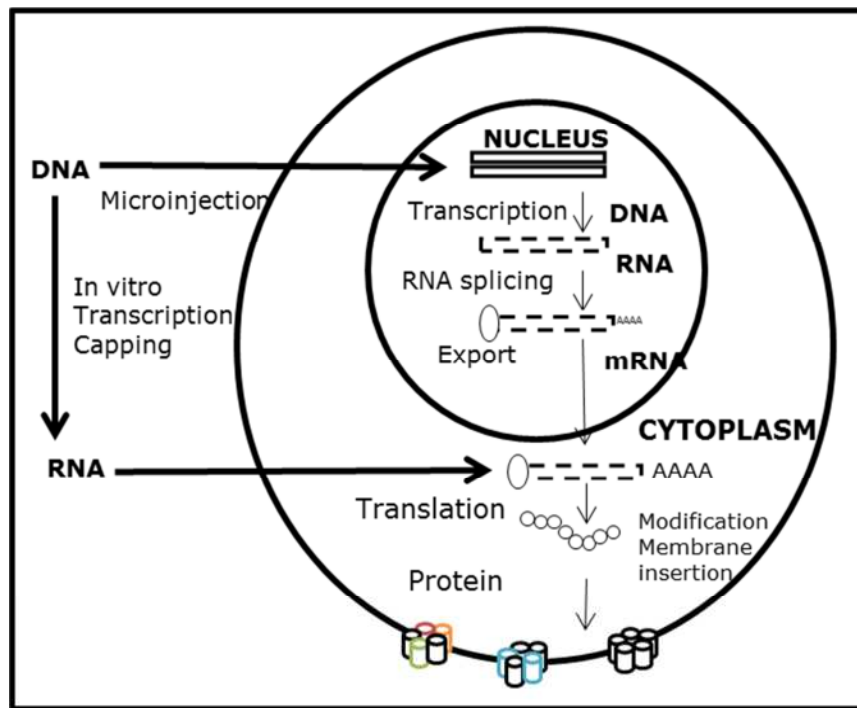 NUCLEUS
DNA
Microinjection
Transcription
DNA
RNA
RNA splicing
In vitro
Transcription
Capping
AAAA
Export
mRNA
CYTOPLASM
RNA
AAAA
Translation
Modification
Membrane
insertion
Protein